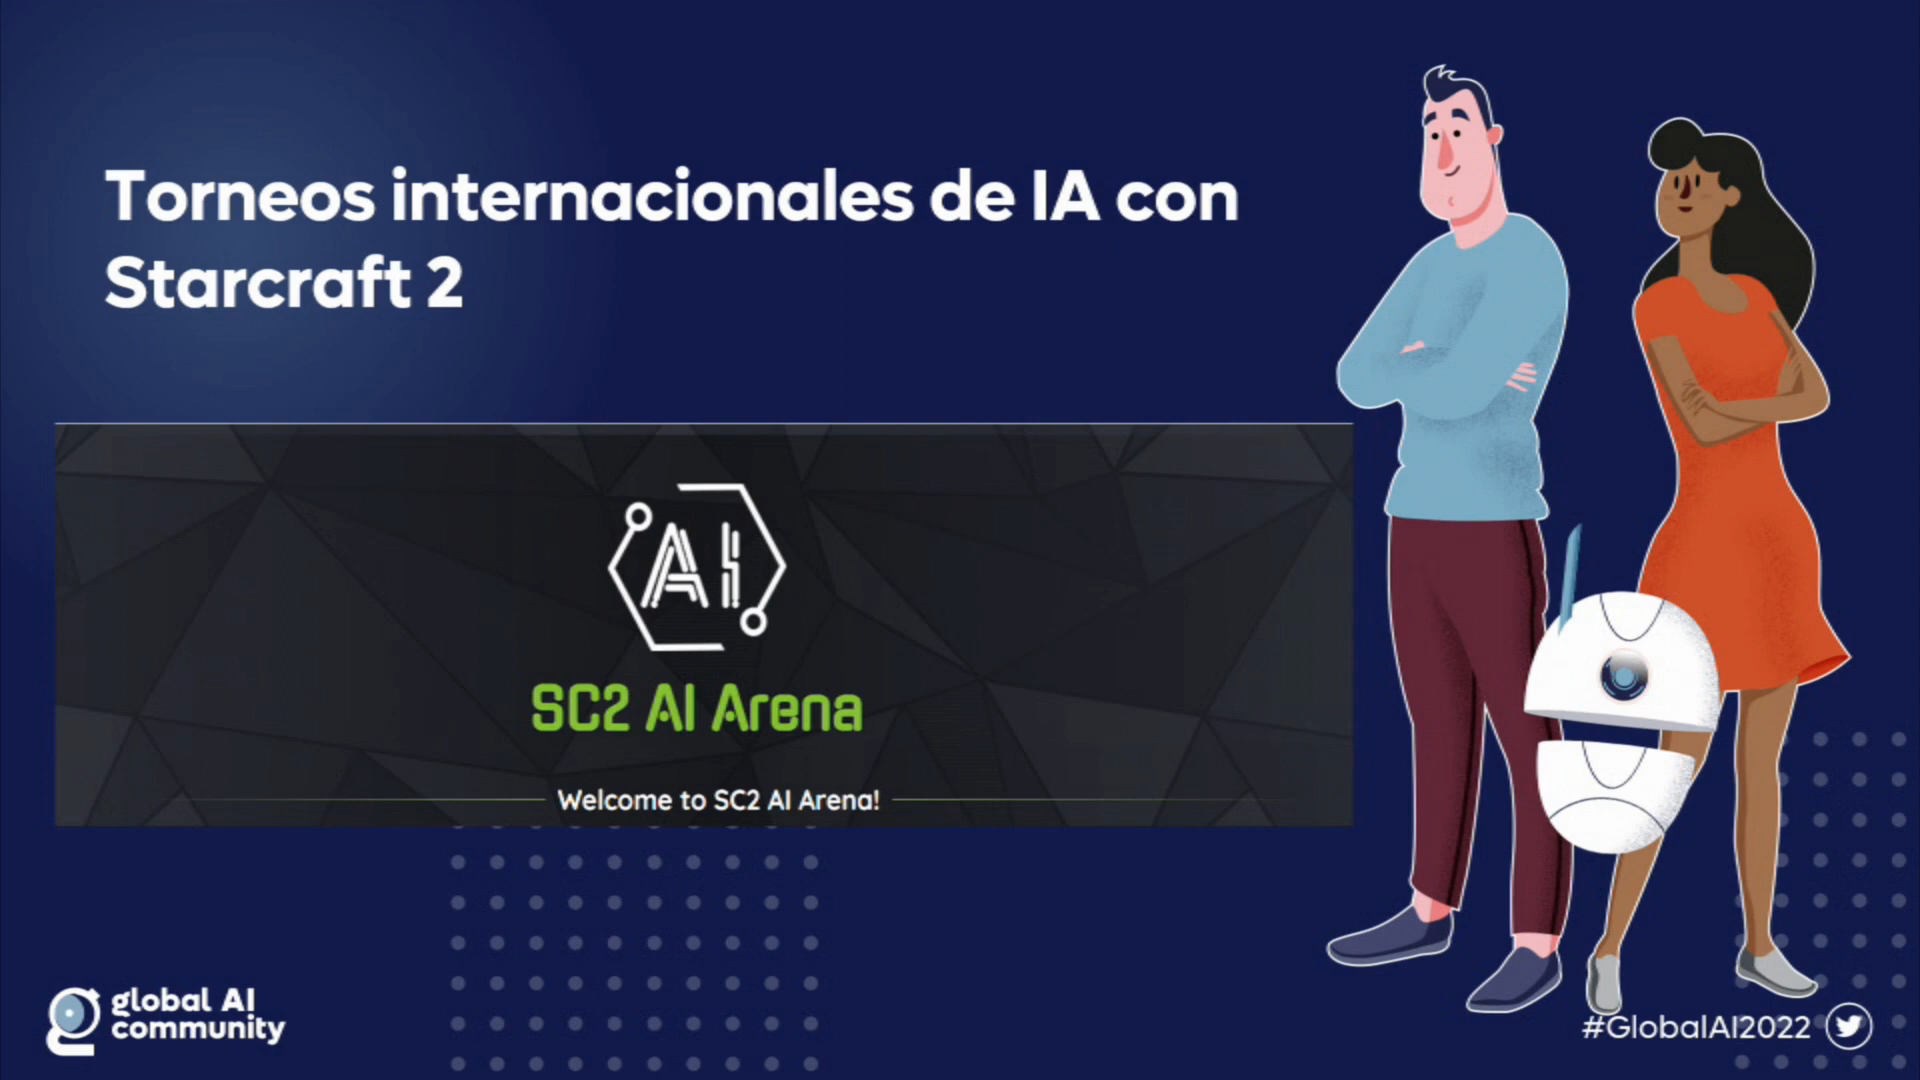 Torneos internacionales de IA con
Starcraft 2
AI
SC2 AI Arena
Welcome to SC2 AI Arena!
global AI
community
#GlobalAI2022